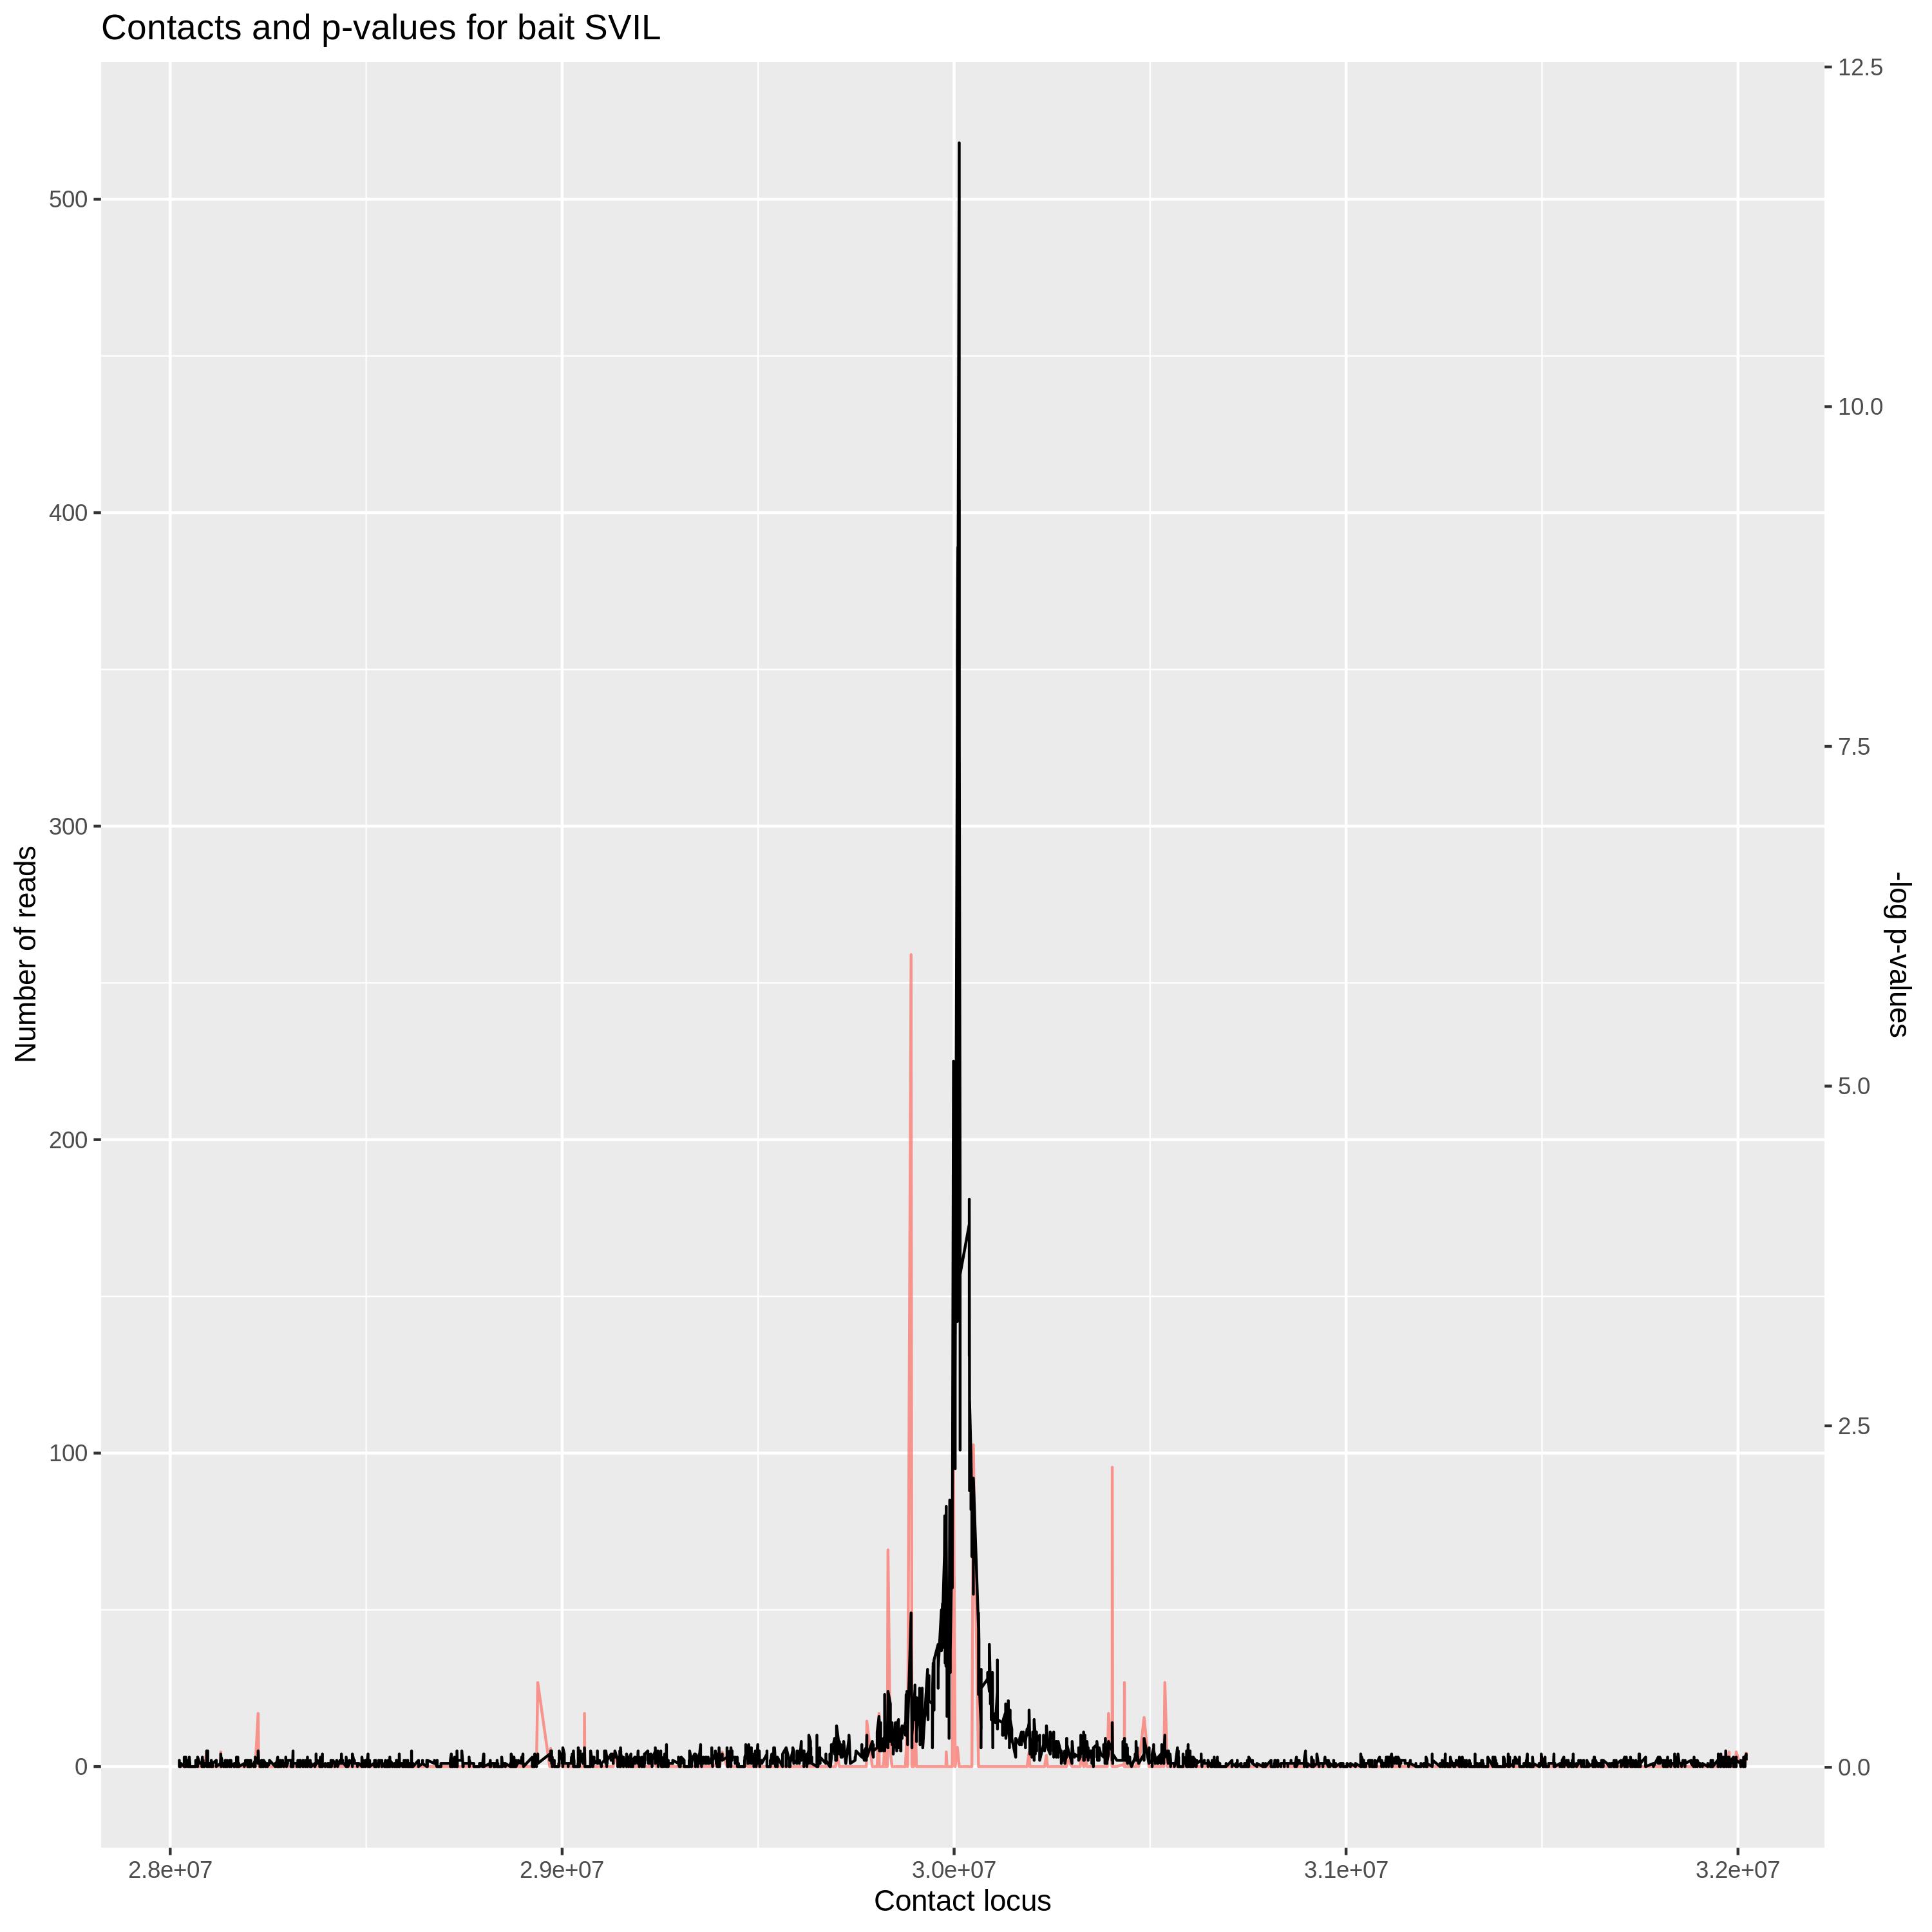 Contacts and p-values for bait SVIL
12.5
500
10.0
400
7.5
300
Number of reads
-log p-values
5.0
200
2.5
100
0
0.0
2.8e+07 2.9e+07 3.0e+07 3.1e+07 3.2e+07
Contact locus